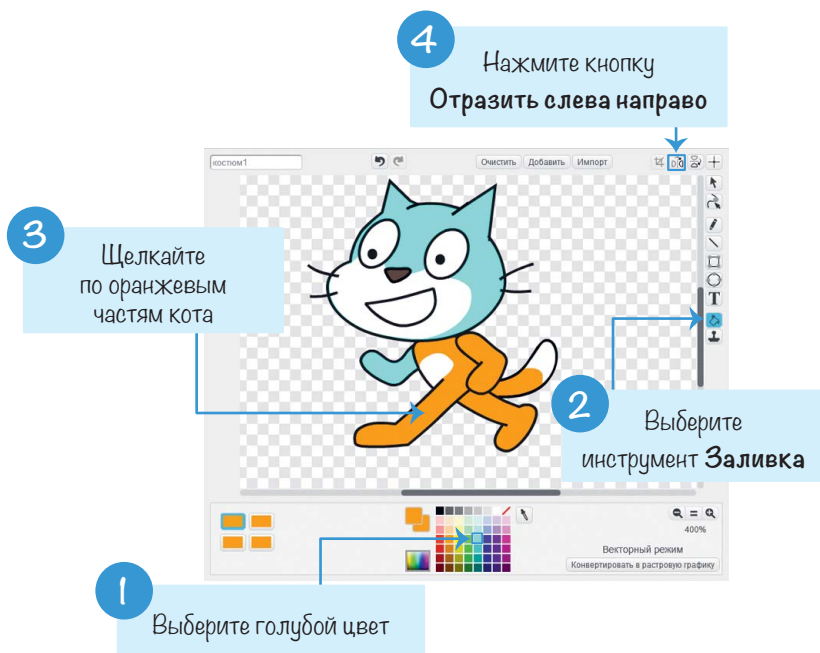 4
Нажмите кнопку
Отразить слева направо
костюм1
Очистить Добавить Импорт
3
Щелкайте
по оранжевым
частям кота
T
2
Выберите
инструмент Заливка
400%
Векторный режим
Конвертировать в растровую графику
1
Выберите голубой цвет